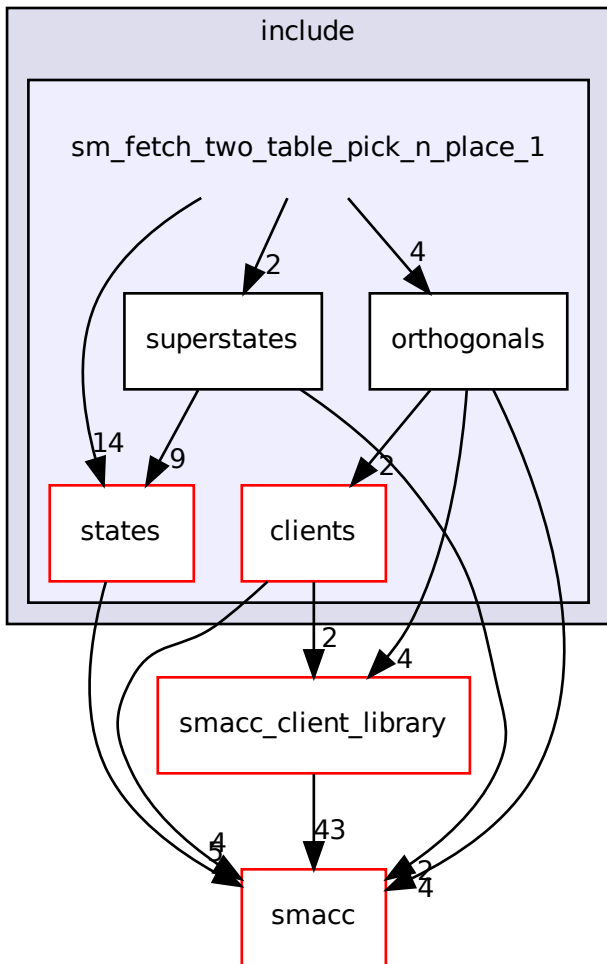 include
sm_fetch_two_table_pick_n_place_1
2
4
superstates
orthogonals
14
9
2
states
clients
2
4
smacc_client_library
43
4
5
2
4
smacc